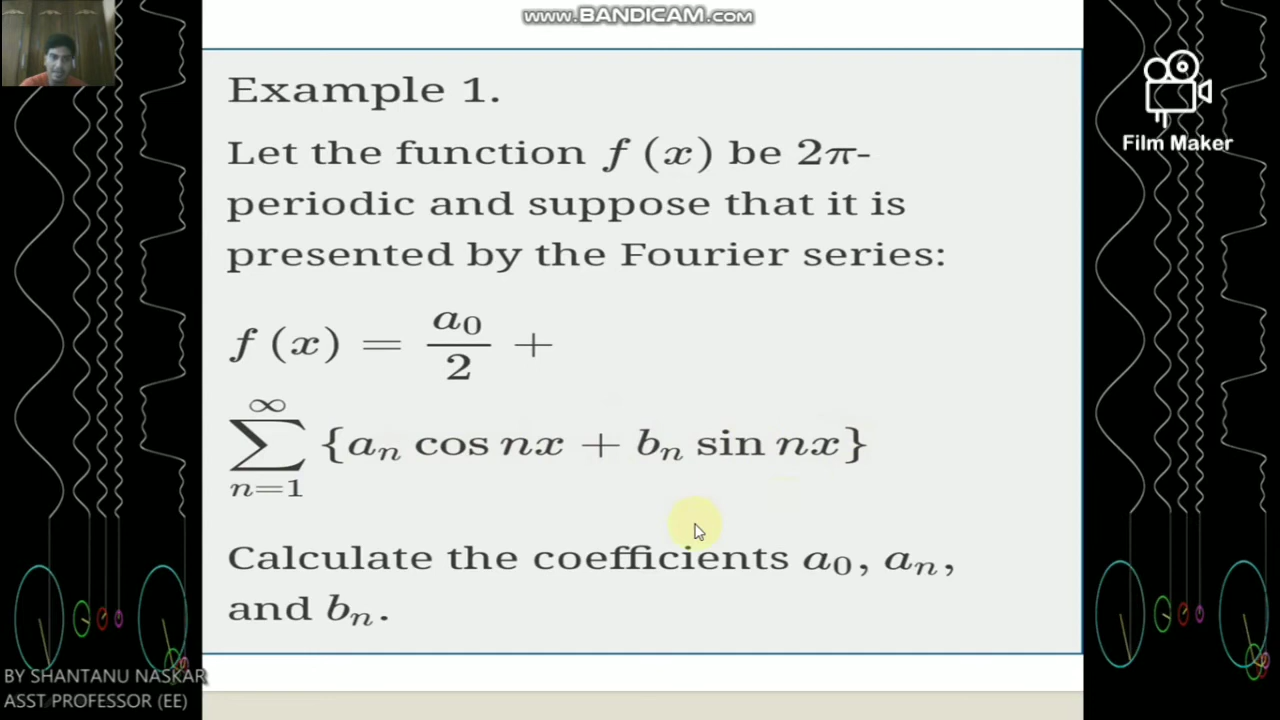 www.BANDICAM.com
Example 1.
Let the function f (x) be 2π-
periodic and suppose that it is
presented by the Fourier series:
f (x) = a₀/2 +
∞
∑ {aₙ cos nx + bₙ sin nx}
n=1
Calculate the coefficients a₀, aₙ,
and bₙ.
Film Maker
BY SHANTANU NASKAR
ASST PROFESSOR (EE)